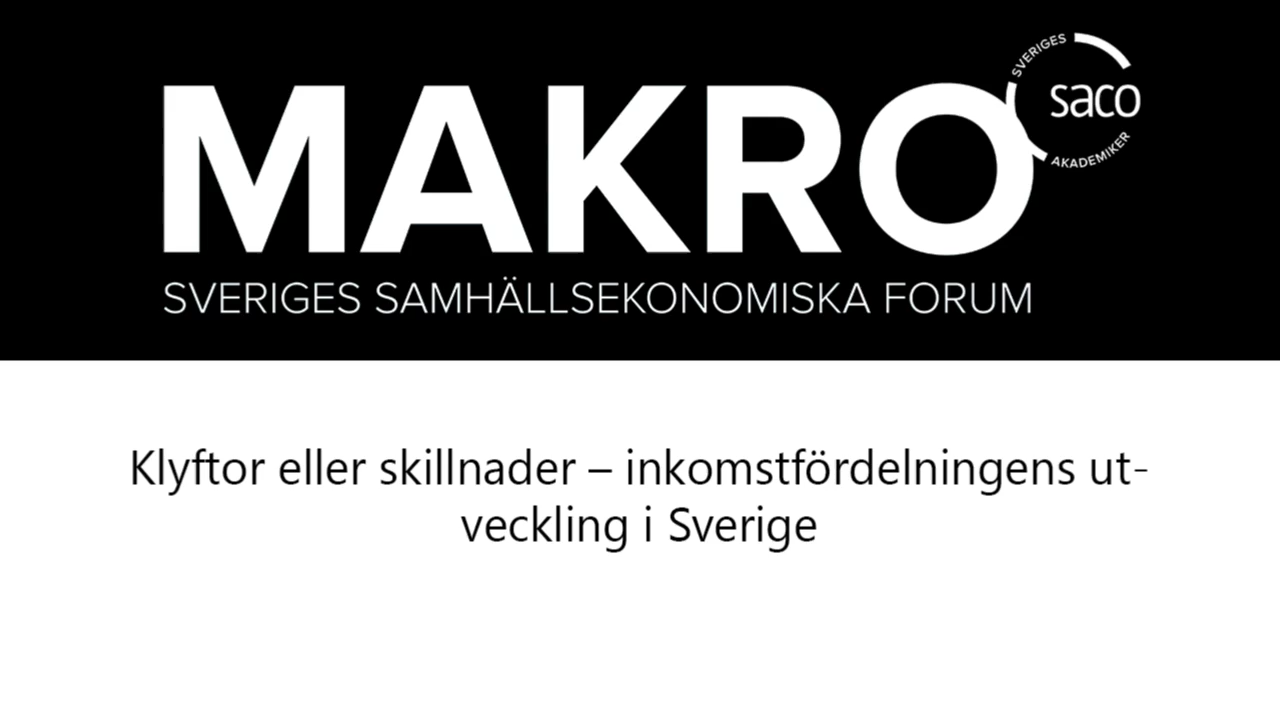 MAKRO
SVERIGES
saco
AKADEMIKER
SVERIGES SAMHÄLLSEKONOMISKA FORUM
Klyftor eller skillnader – inkomstfördelningens ut-
veckling i Sverige